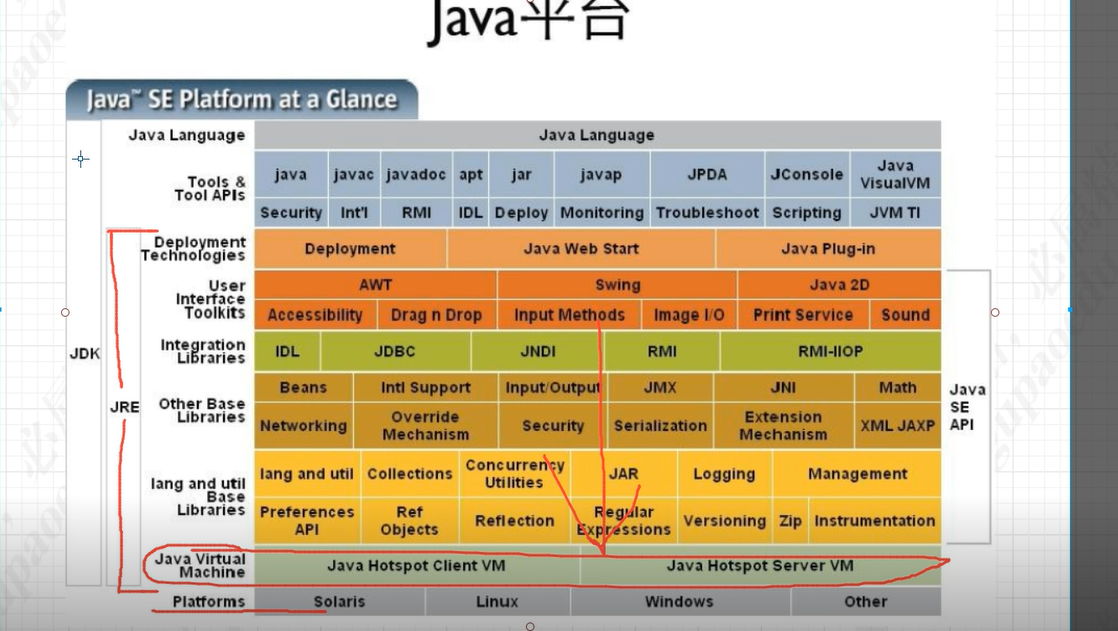 Java平台
Java™ SE Platform at a Glance
Java Language Java Language
Tools & Tool APIs
java javac javadoc apt jar javap JPDA JConsole Java VisualVM
Security Int'l RMI IDL Deploy Monitoring Troubleshoot Scripting JVM TI
Deployment Technologies
Deployment Java Web Start Java Plug-in
User Interface Toolkits
AWT Swing Java 2D
Accessibility Drag n Drop Input Methods Image I/O Print Service Sound
Integration Libraries
IDL JDBC JNDI RMI RMI-IIOP
JDK
JRE
Other Base Libraries
Beans Intl Support Input/Output JMX JNI Math
Networking Override Mechanism Security Serialization Extension Mechanism XML JAXP
Java SE API
lang and util Base Libraries
lang and util Collections Concurrency Utilities JAR Logging Management
Preferences API Ref Objects Reflection Regular Expressions Versioning Zip Instrumentation
Java Virtual Machine
Java Hotspot Client VM Java Hotspot Server VM
Platforms Solaris Linux Windows Other